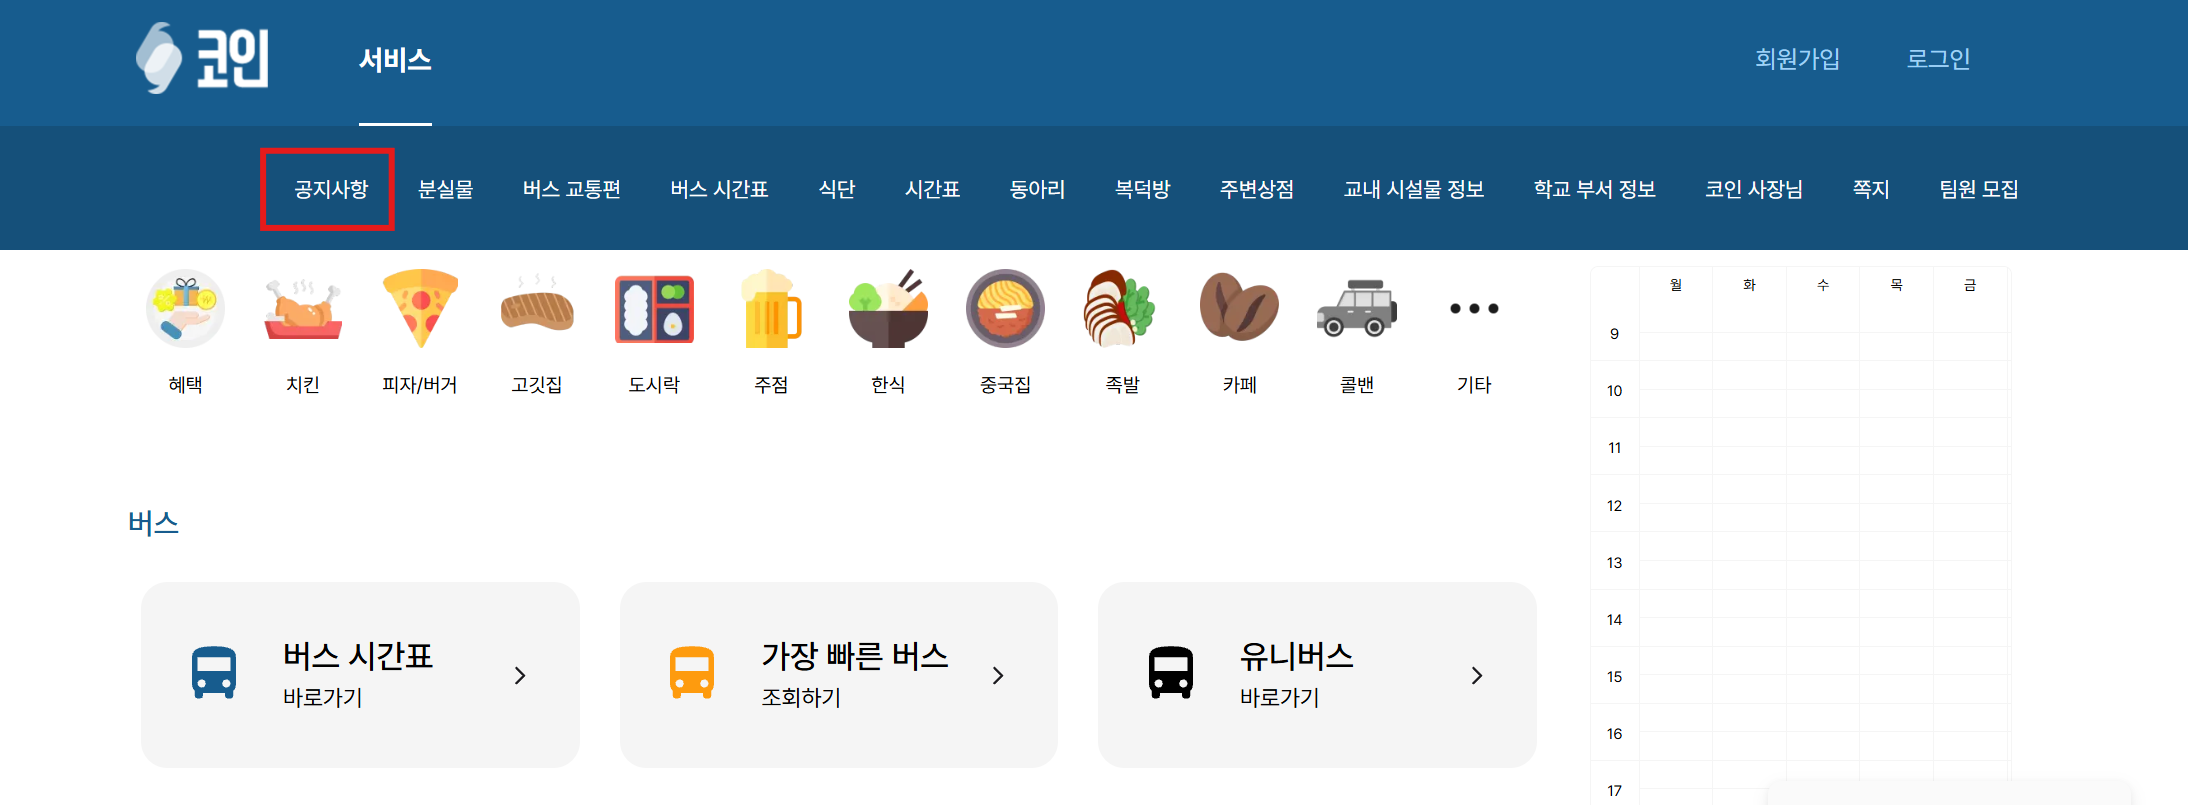 코인
서비스
회원가입
로그인
공지사항 분실물 버스 교통편 버스 시간표 식단 시간표 동아리 복덕방 주변상점 교내 시설물 정보 학교 부서 정보 코인 사장님 쪽지 팀원 모집
혜택 치킨 피자/버거 고깃집 도시락 주점 한식 중국집 족발 카페 콜밴 기타
버스
버스 시간표
바로가기
가장 빠른 버스
조회하기
유니버스
바로가기
월 화 수 목 금
9
10
11
12
13
14
15
16
17